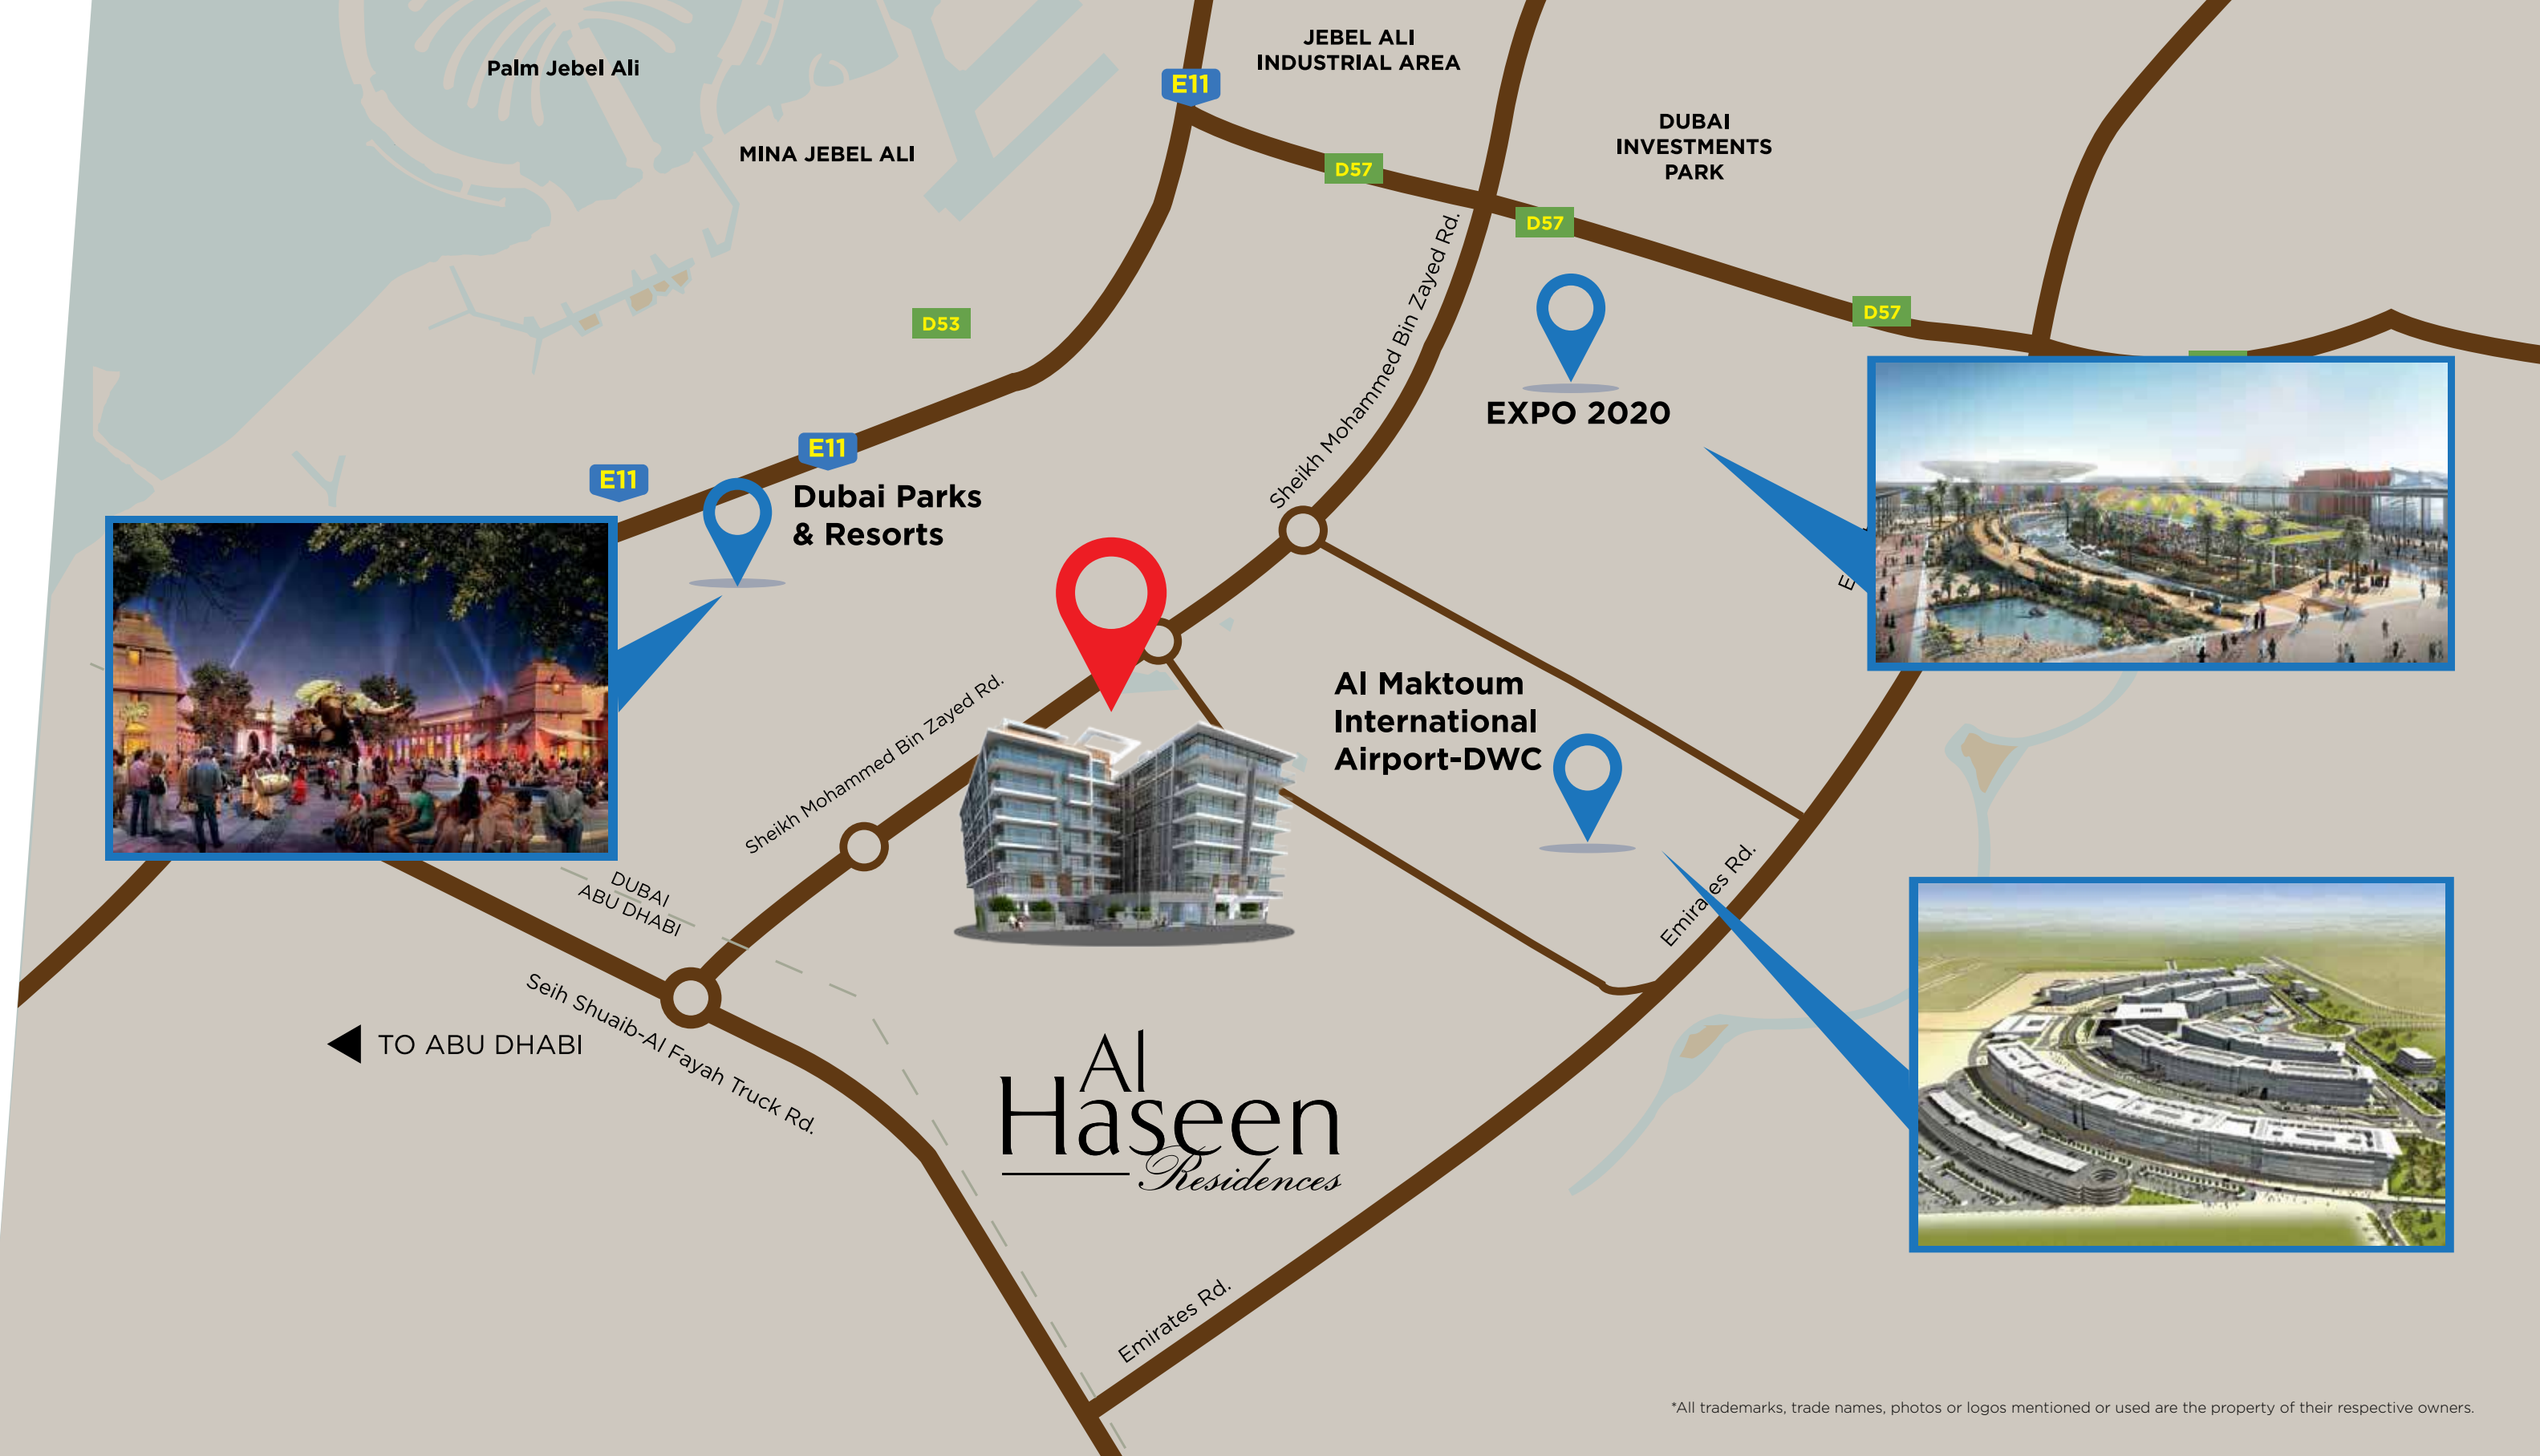 JEBEL ALI
INDUSTRIAL AREA
Palm Jebel Ali
E11
DUBAI
INVESTMENTS
PARK
MINA JEBEL ALI
D57
D57
D53
D57
Sheikh Mohammed Bin Zayed Rd.
EXPO 2020
E11
E11
Dubai Parks
& Resorts
Al Maktoum
International
Airport-DWC
Sheikh Mohammed Bin Zayed Rd.
DUBAI
ABU DHABI
Emirates Rd.
Seih Shuaib-Al Fayah Truck Rd.
TO ABU DHABI
Al
Haseen
Residences
Emirates Rd.
*All trademarks, trade names, photos or logos mentioned or used are the property of their respective owners.